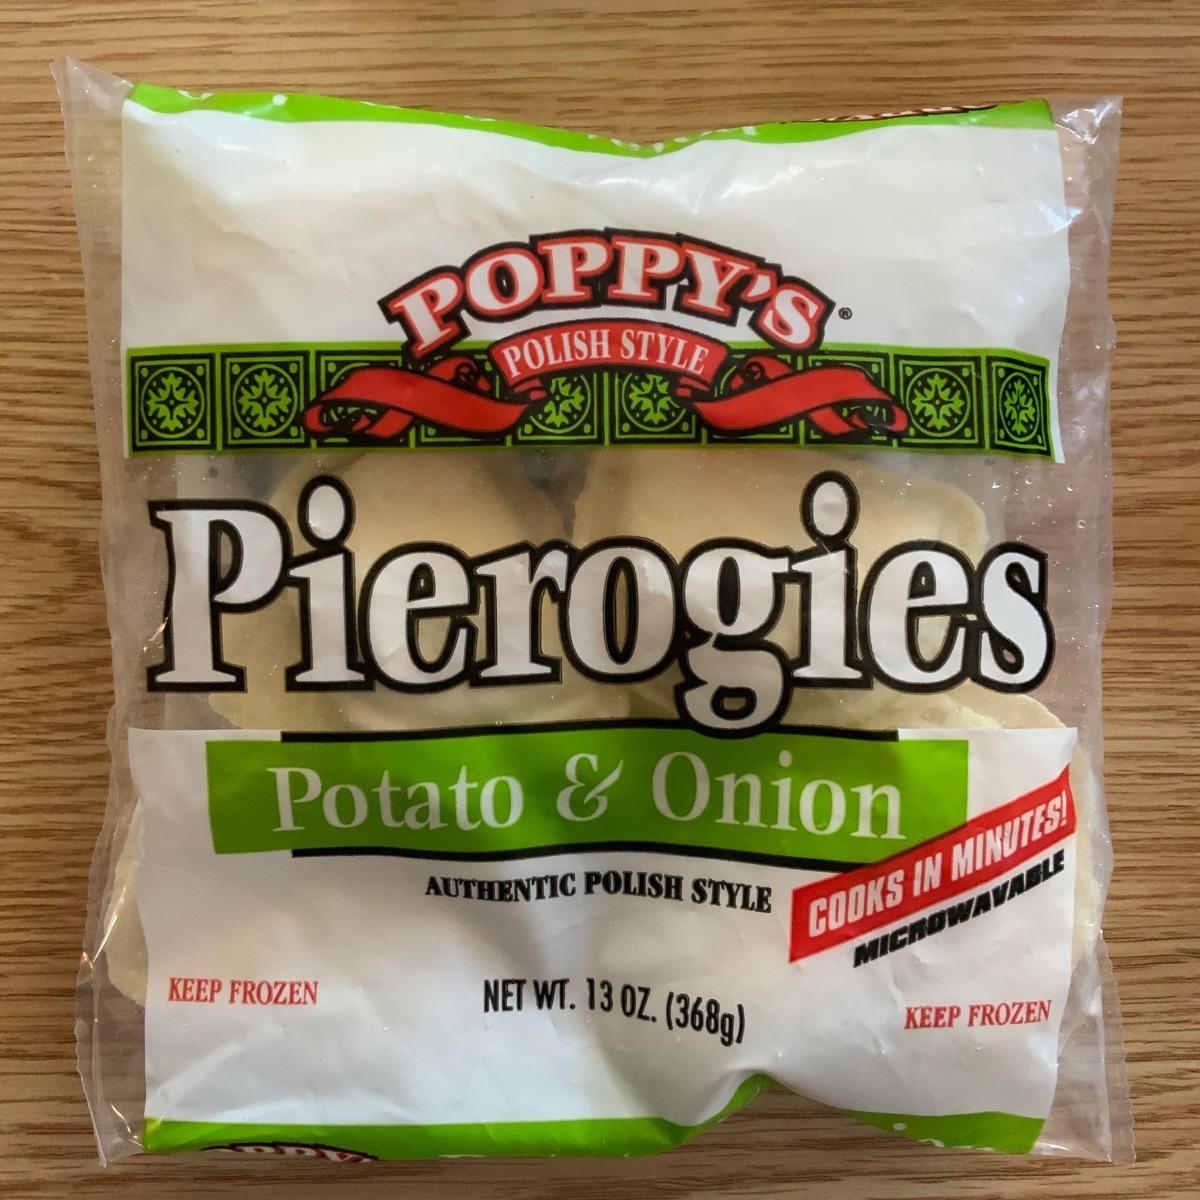 POPPY'S®
POLISH STYLE
Pierogies
Potato & Onion
COOKS IN MINUTES!
MICROWAVABLE
AUTHENTIC POLISH STYLE
KEEP FROZEN
NET WT. 13 OZ. (368g)
KEEP FROZEN